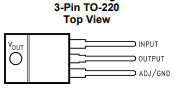 3-Pin TO-220
Top View
VOUT
INPUT
OUTPUT
ADJ/GND